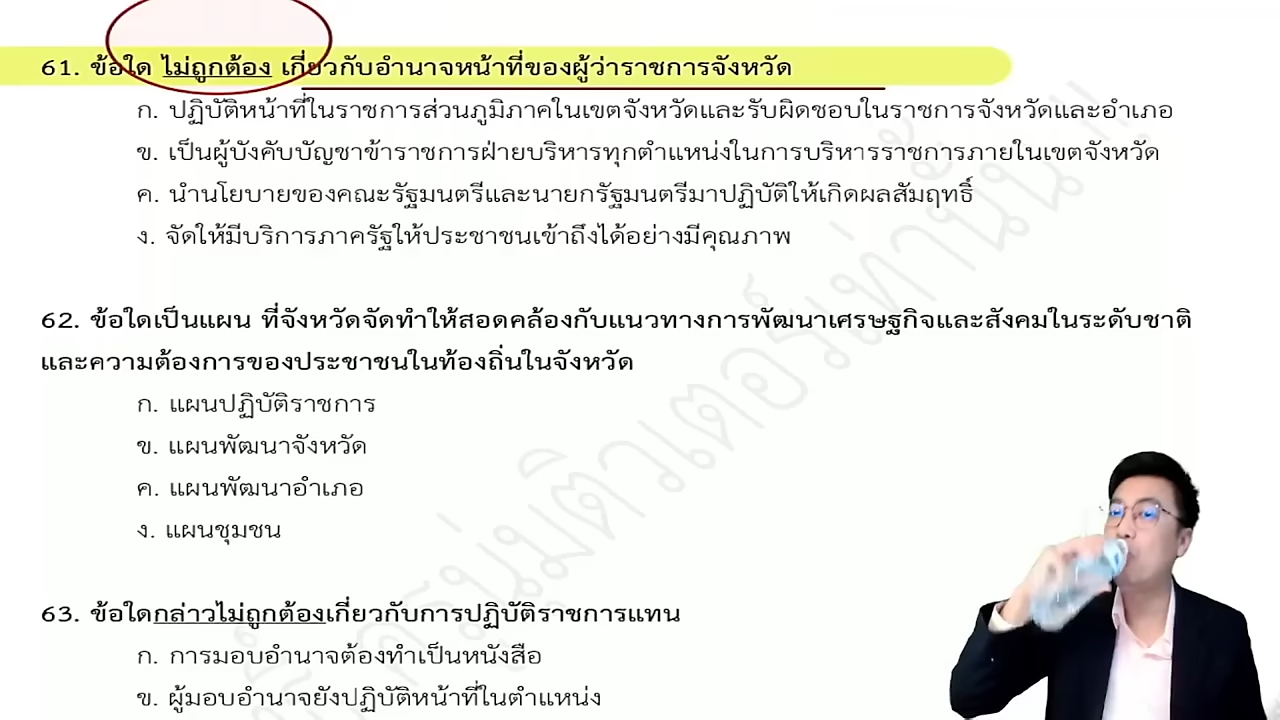 61. ข้อใด ไม่ถูกต้อง เกี่ยวกับอำนาจหน้าที่ของผู้ว่าราชการจังหวัด
ก. ปฏิบัติหน้าที่ในราชการส่วนภูมิภาคในเขตจังหวัดและรับผิดชอบในราชการจังหวัดและอำเภอ
ข. เป็นผู้บังคับบัญชาข้าราชการฝ่ายบริหารทุกตำแหน่งในการบริหารราชการภายในเขตจังหวัด
ค. นำนโยบายของคณะรัฐมนตรีและนายกรัฐมนตรีมาปฏิบัติให้เกิดผลสัมฤทธิ์
ง. จัดให้มีบริการภาครัฐให้ประชาชนเข้าถึงได้อย่างมีคุณภาพ
62. ข้อใดเป็นแผน ที่จังหวัดจัดทำให้สอดคล้องกับแนวทางการพัฒนาเศรษฐกิจและสังคมในระดับชาติ
และความต้องการของประชาชนในท้องถิ่นในจังหวัด
ก. แผนปฏิบัติราชการ
ข. แผนพัฒนาจังหวัด
ค. แผนพัฒนาอำเภอ
ง. แผนชุมชน
63. ข้อใดกล่าวไม่ถูกต้องเกี่ยวกับการปฏิบัติราชการแทน
ก. การมอบอำนาจต้องทำเป็นหนังสือ
ข. ผู้มอบอำนาจยังปฏิบัติหน้าที่ในตำแหน่ง